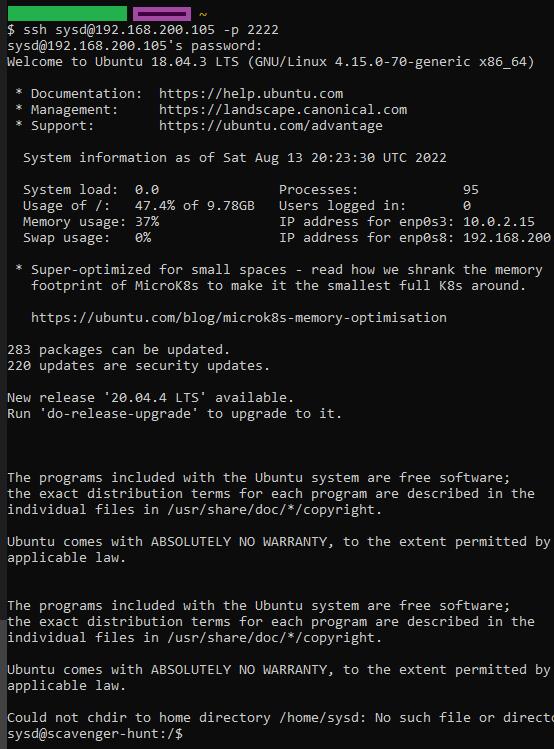 ~
$ ssh sysd@192.168.200.105 -p 2222
sysd@192.168.200.105's password:
Welcome to Ubuntu 18.04.3 LTS (GNU/Linux 4.15.0-70-generic x86_64)
* Documentation:  https://help.ubuntu.com
* Management:     https://landscape.canonical.com
* Support:        https://ubuntu.com/advantage
System information as of Sat Aug 13 20:23:30 UTC 2022
System load:  0.0               Processes:              95
Usage of /:   47.4% of 9.78GB   Users logged in:        0
Memory usage: 37%               IP address for enp0s3: 10.0.2.15
Swap usage:   0%                IP address for enp0s8: 192.168.200
* Super-optimized for small spaces - read how we shrank the memory
footprint of MicroK8s to make it the smallest full K8s around.
https://ubuntu.com/blog/microk8s-memory-optimisation
283 packages can be updated.
220 updates are security updates.
New release '20.04.4 LTS' available.
Run 'do-release-upgrade' to upgrade to it.
The programs included with the Ubuntu system are free software;
the exact distribution terms for each program are described in the
individual files in /usr/share/doc/*/copyright.
Ubuntu comes with ABSOLUTELY NO WARRANTY, to the extent permitted by
applicable law.
The programs included with the Ubuntu system are free software;
the exact distribution terms for each program are described in the
individual files in /usr/share/doc/*/copyright.
Ubuntu comes with ABSOLUTELY NO WARRANTY, to the extent permitted by
applicable law.
Could not chdir to home directory /home/sysd: No such file or directo
sysd@scavenger-hunt:/$